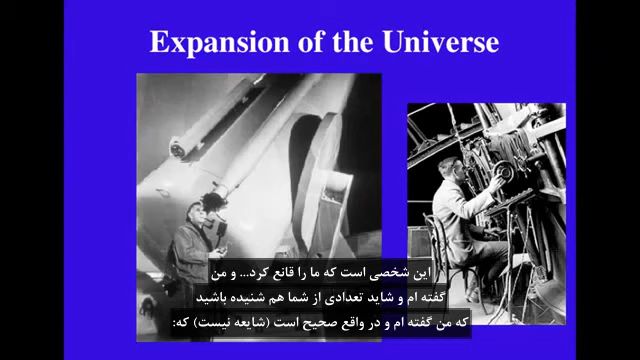 Expansion of the Universe
این شخصی است که ما را قانع کرد... و من
گفته ام و شاید تعدادی از شما هم شنیده باشید
که من گفته ام و در واقع صحیح است (شایعه نیست) که: